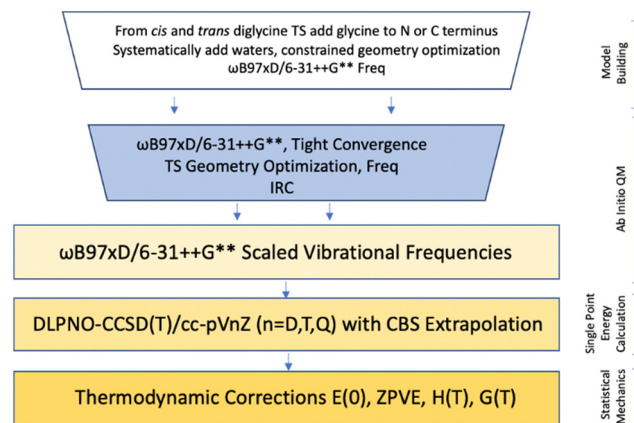 From cis and trans diglycine TS add glycine to N or C terminus
Systematically add waters, constrained geometry optimization
ωB97xD/6-31++G** Freq
Model
Building
ωB97xD/6-31++G**, Tight Convergence
TS Geometry Optimization, Freq
IRC
Ab Initio QM
ωB97xD/6-31++G** Scaled Vibrational Frequencies
DLPNO-CCSD(T)/cc-pVnZ (n=D,T,Q) with CBS Extrapolation
Single Point
Energy
Calculation
Thermodynamic Corrections E(0), ZPVE, H(T), G(T)
Statistical
Mechanics